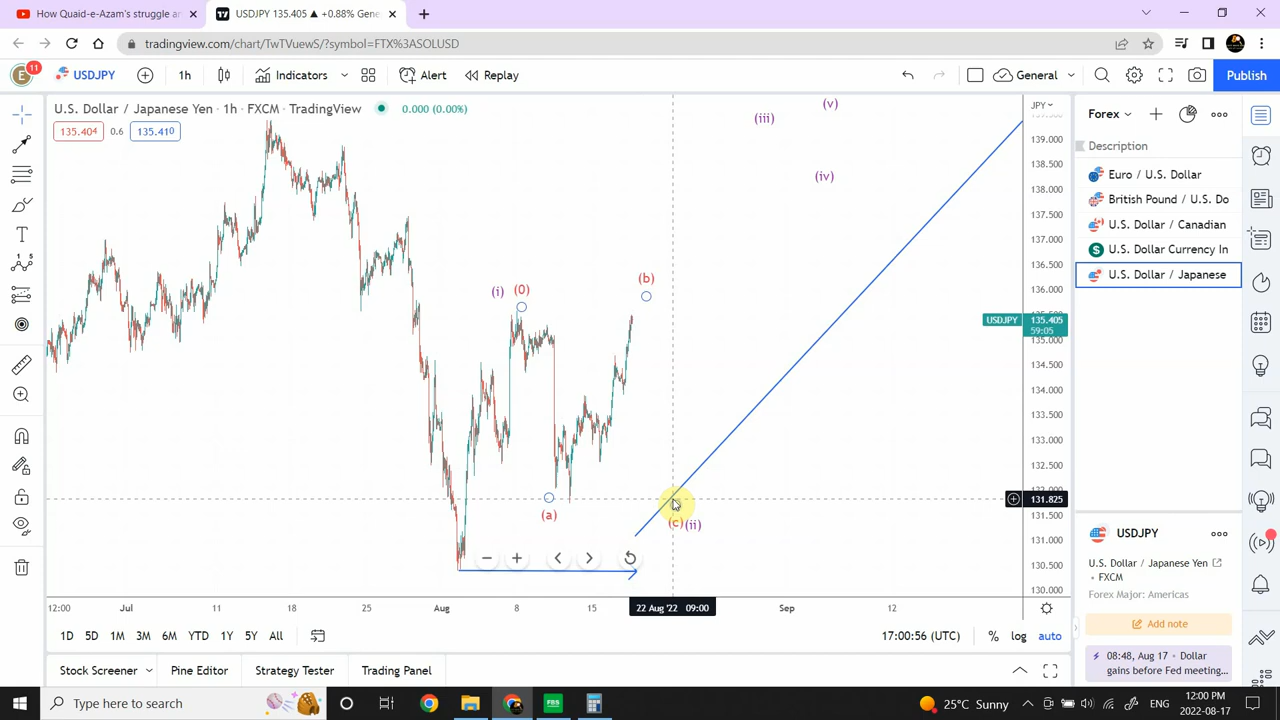 How Quaid-e-Azam's struggle ar
USDJPY 135.405 ▲ +0.88% Gene
tradingview.com/chart/TwTVuewS/?symbol=FTX%3ASOLUSD
11
USDJPY
1h
Indicators
Alert
Replay
General
Publish
U.S. Dollar / Japanese Yen · 1h · FXCM · TradingView
0.000 (0.00%)
135.404
0.6
135.410
(v)
(iii)
(iv)
(i)
(0)
(b)
(a)
(c)
(ii)
JPY
139.000
138.500
138.000
137.500
137.000
136.500
136.000
USDJPY
135.405
59:05
135.000
134.500
134.000
133.500
133.000
132.500
131.825
131.500
131.000
130.500
130.000
12:00
Jul
11
18
25
Aug
8
15
22 Aug '22 09:00
Sep
12
1D
5D
1M
3M
6M
YTD
1Y
5Y
All
17:00:56 (UTC)
%
log
auto
Stock Screener
Pine Editor
Strategy Tester
Trading Panel
Forex
Description
Euro / U.S. Dollar
British Pound / U.S. Do
U.S. Dollar / Canadian
U.S. Dollar Currency In
U.S. Dollar / Japanese
USDJPY
U.S. Dollar / Japanese Yen
• FXCM
Forex Major: Americas
Add note
08:48, Aug 17 • Dollar
gains before Fed meeting...
Type here to search
FBS
25°C Sunny
ENG
12:00 PM
2022-08-17